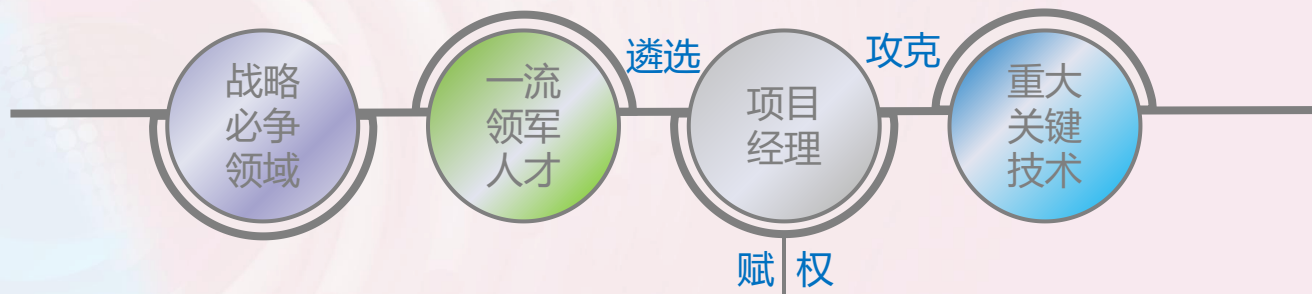 战略
必争
领域
一流
领军
人才
遴选
项目
经理
攻克
重大
关键
技术
赋 权